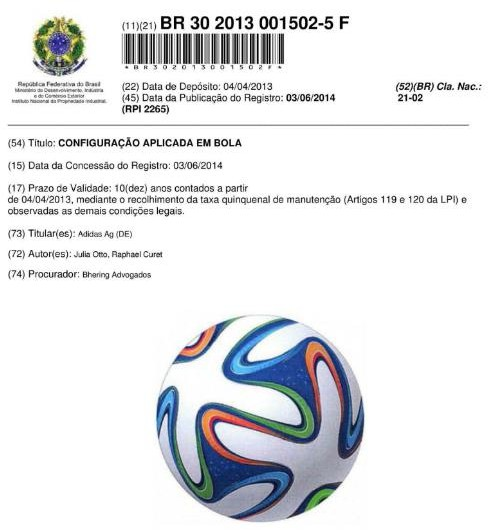 (11)(21) BR 30 2013 001502-5 F
* B R 3 0 2 0 1 3 0 0 1 5 0 2 F *
República Federativa do Brasil
Ministério do Desenvolvimento, Indústria
e do Comércio Exterior
Instituto Nacional da Propriedade Industrial.
(22) Data de Depósito: 04/04/2013
(45) Data da Publicação do Registro: 03/06/2014
(RPI 2265)
(52)(BR) Cla. Nac.:
21-02
(54) Título: CONFIGURAÇÃO APLICADA EM BOLA
(15) Data da Concessão do Registro: 03/06/2014
(17) Prazo de Validade: 10(dez) anos contados a partir
de 04/04/2013, mediante o recolhimento da taxa quinquenal de manutenção (Artigos 119 e 120 da LPI) e
observadas as demais condições legais.
(73) Titular(es): Adidas Ag (DE)
(72) Autor(es): Julia Otto, Raphael Curet
(74) Procurador: Bhering Advogados